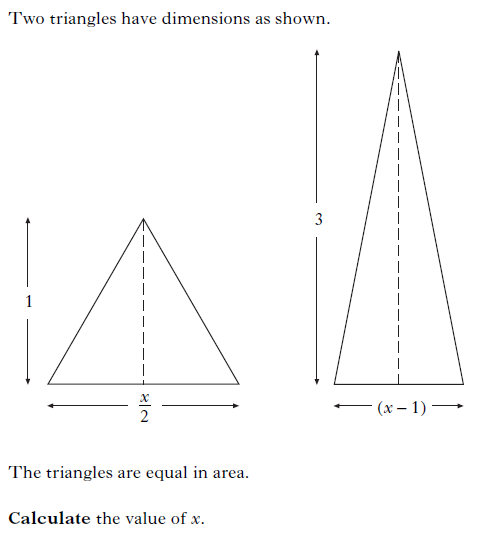 Two triangles have dimensions as shown.
3
1
x/2
(x – 1)
The triangles are equal in area.
Calculate the value of x.